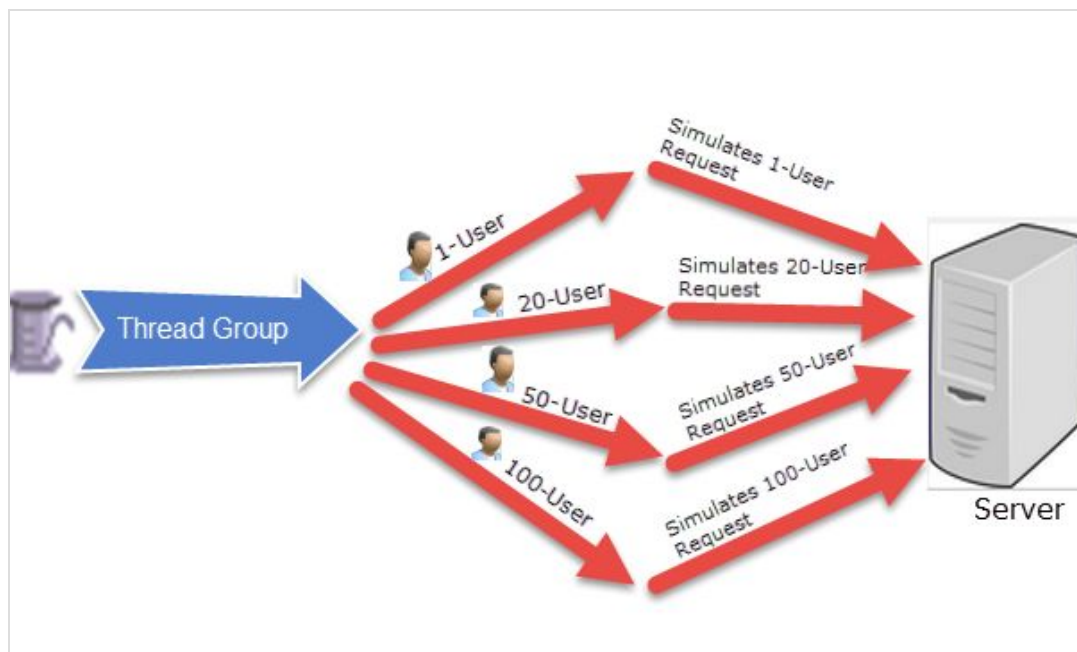 Thread Group
1-User
20-User
50-User
100-User
Simulates 1-User
Request
Simulates 20-User
Request
Simulates 50-User
Request
Simulates 100-User
Request
Server